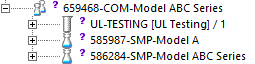 659468-COM-Model ABC Series
UL-TESTING [UL Testing] / 1
585987-SMP-Model A
586284-SMP-Model ABC Series